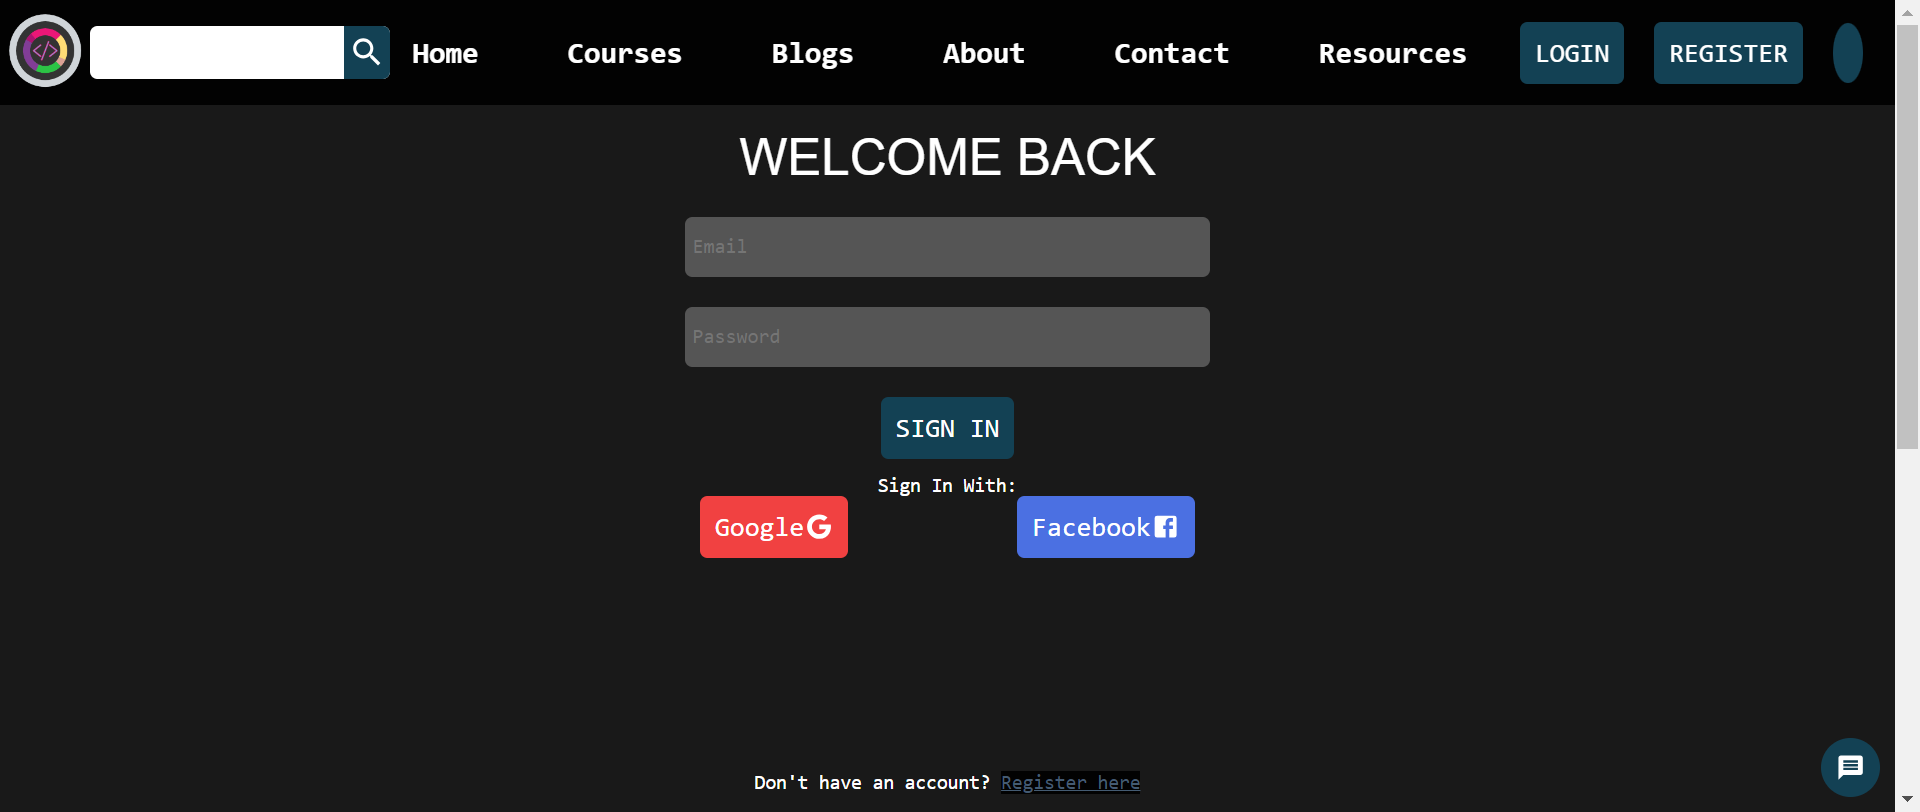 </>
Home Courses Blogs About Contact Resources LOGIN REGISTER
WELCOME BACK
Email
Password
SIGN IN
Sign In With:
Google Facebook
Don't have an account? Register here